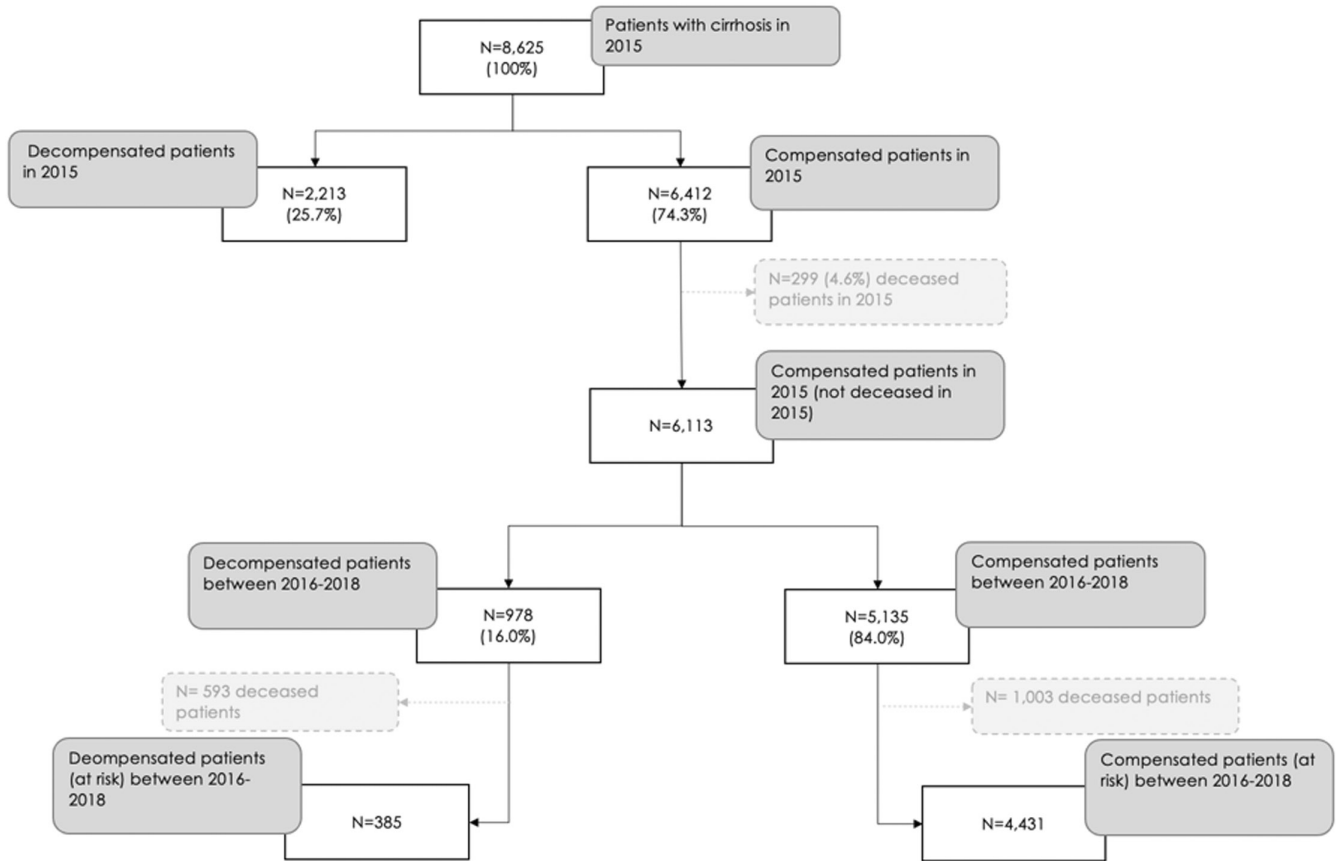 Patients with cirrhosis in
2015
N=8,625
(100%)
Decompensated patients
in 2015
N=2,213
(25.7%)
Compensated patients in
2015
N=6,412
(74.3%)
N=299 (4.6%) deceased
patients in 2015
Compensated patients in
2015 (not deceased in
2015)
N=6,113
Decompensated patients
between 2016-2018
N=978
(16.0%)
Compensated patients
between 2016-2018
N=5,135
(84.0%)
N= 593 deceased
patients
N= 1,003 deceased patients
Deompensated patients
(at risk) between 2016-
2018
N=385
Compensated patients (at
risk) between 2016-2018
N=4,431